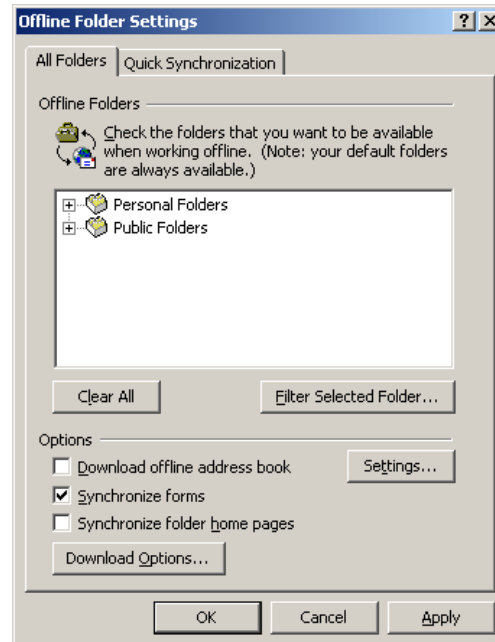 Offline Folder Settings
All Folders
Quick Synchronization
Offline Folders
Check the folders that you want to be available
when working offline. (Note: your default folders
are always available.)
Personal Folders
Public Folders
Clear All
Filter Selected Folder...
Options
Download offline address book
Settings...
Synchronize forms
Synchronize folder home pages
Download Options...
OK
Cancel
Apply